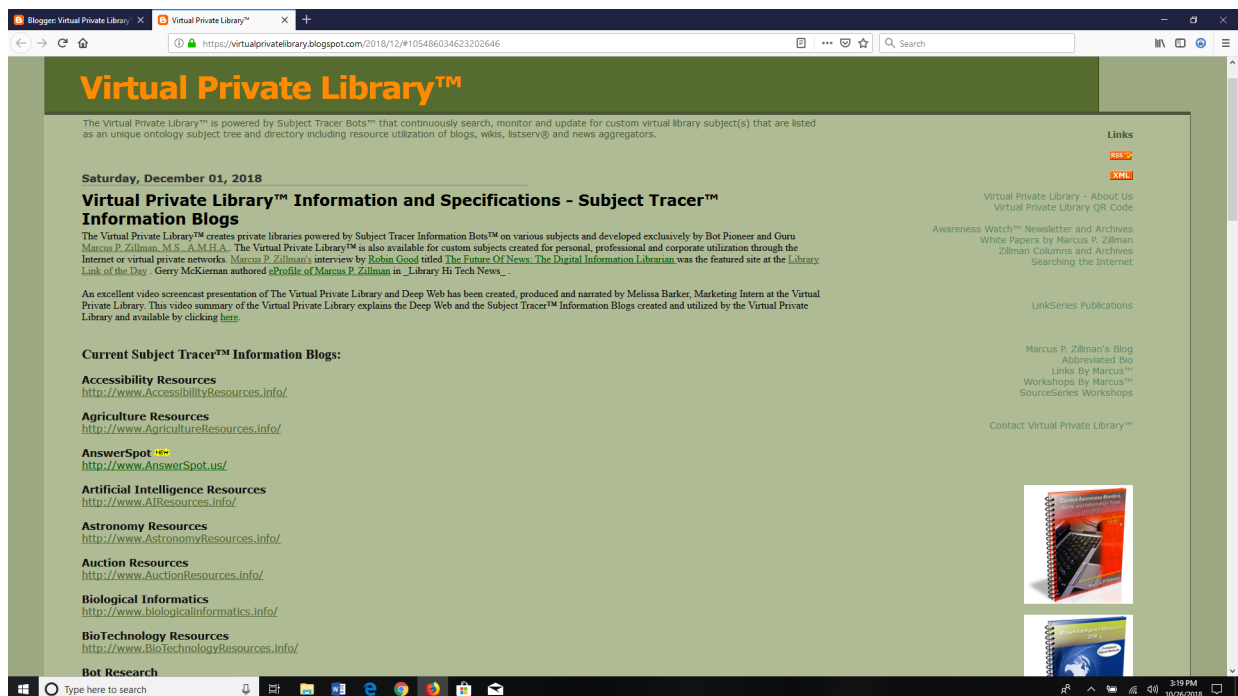 Blogger: Virtual Private Library
Virtual Private Library™
https://virtualprivatelibrary.blogspot.com/2018/12/#105486034623202646
Search
Virtual Private Library™
The Virtual Private Library™ is powered by Subject Tracer Bots™ that continuously search, monitor and update for custom virtual library subject(s) that are listed
as an unique ontology subject tree and directory including resource utilization of blogs, wikis, listserv® and news aggregators.
Saturday, December 01, 2018
Virtual Private Library™ Information and Specifications - Subject Tracer™
Information Blogs
The Virtual Private Library™ creates private libraries powered by Subject Tracer Information Bots™ on various subjects and developed exclusively by Bot Pioneer and Guru
Marcus P. Zillman, M.S., A.M.H.A.. The Virtual Private Library™ is also available for custom subjects created for personal, professional and corporate utilization through the
Internet or virtual private networks. Marcus P. Zillman's interview by Robin Good titled The Future Of News: The Digital Information Librarian was the featured site at the Library
Link of the Day . Gerry McKiernan authored eProfile of Marcus P. Zillman in _Library Hi Tech News_ .
An excellent video screencast presentation of The Virtual Private Library and Deep Web has been created, produced and narrated by Melissa Barker, Marketing Intern at the Virtual
Private Library. This video summary of the Virtual Private Library explains the Deep Web and the Subject Tracer™ Information Blogs created and utilized by the Virtual Private
Library and available by clicking here.
Current Subject Tracer™ Information Blogs:
Accessibility Resources
http://www.AccessibilityResources.info/
Agriculture Resources
http://www.AgricultureResources.info/
AnswerSpot NEW
http://www.AnswerSpot.us/
Artificial Intelligence Resources
http://www.AIResources.info/
Astronomy Resources
http://www.AstronomyResources.info/
Auction Resources
http://www.AuctionResources.info/
Biological Informatics
http://www.biologicalinformatics.info/
BioTechnology Resources
http://www.BioTechnologyResources.info/
Bot Research
Links
RSS
XML
Virtual Private Library - About Us
Virtual Private Library QR Code
Awareness Watch™ Newsletter and Archives
White Papers by Marcus P. Zillman
Zillman Columns and Archives
Searching the Internet
LinkSeries Publications
Marcus P. Zillman's Blog
Abbreviated Bio
Links By Marcus™
Workshops By Marcus™
SourceSeries Workshops
Contact Virtual Private Library™
Type here to search
3:19 PM
10/26/2018